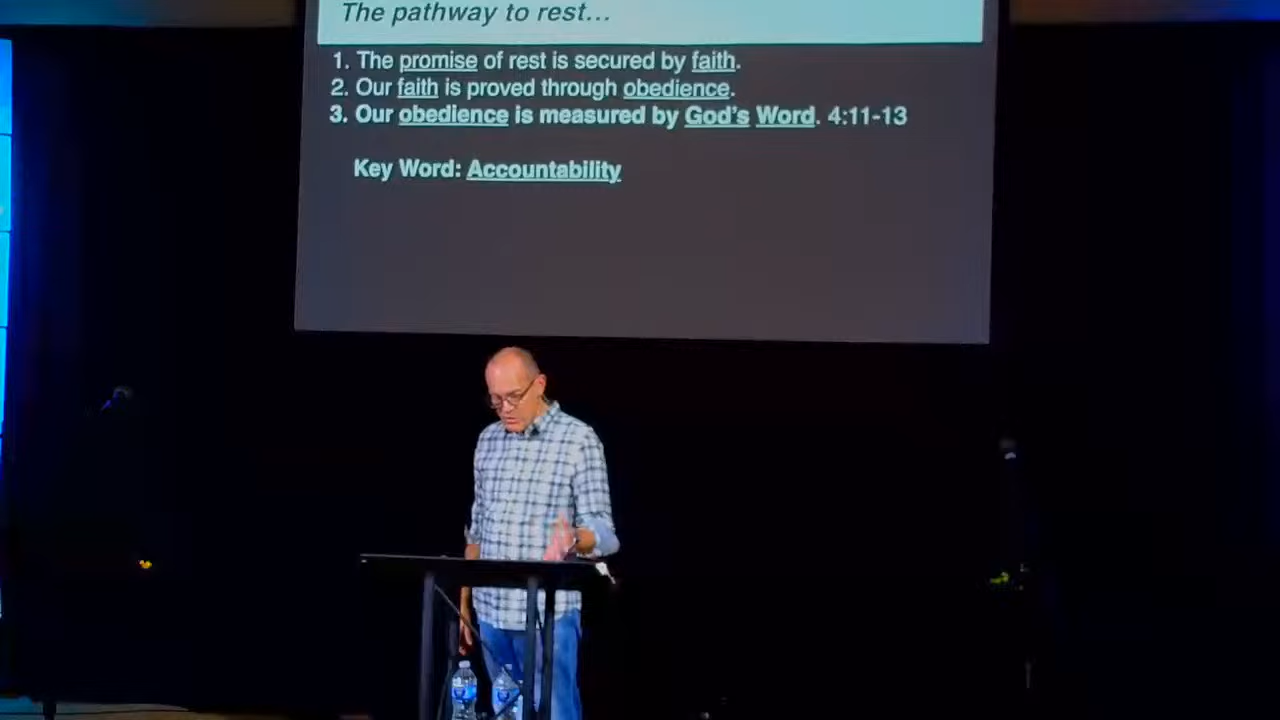 The pathway to rest...
1. The promise of rest is secured by faith.
2. Our faith is proved through obedience.
3. Our obedience is measured by God's Word. 4:11-13
Key Word: Accountability